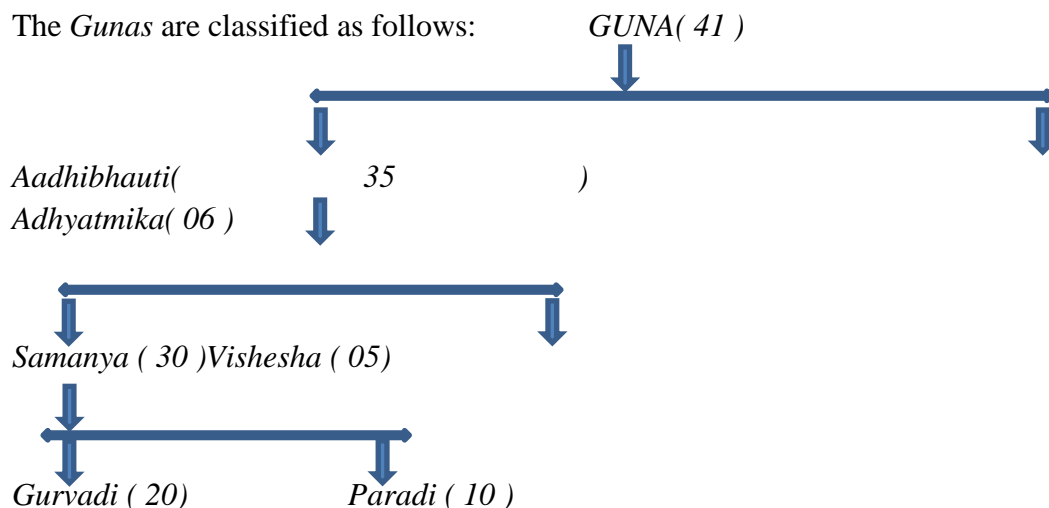 The Gunas are classified as follows: GUNA( 41 )
Aadhibhauti( 35 )
Adhyatmika( 06 )
Samanya ( 30 )Vishesha ( 05)
Gurvadi ( 20) Paradi ( 10 )